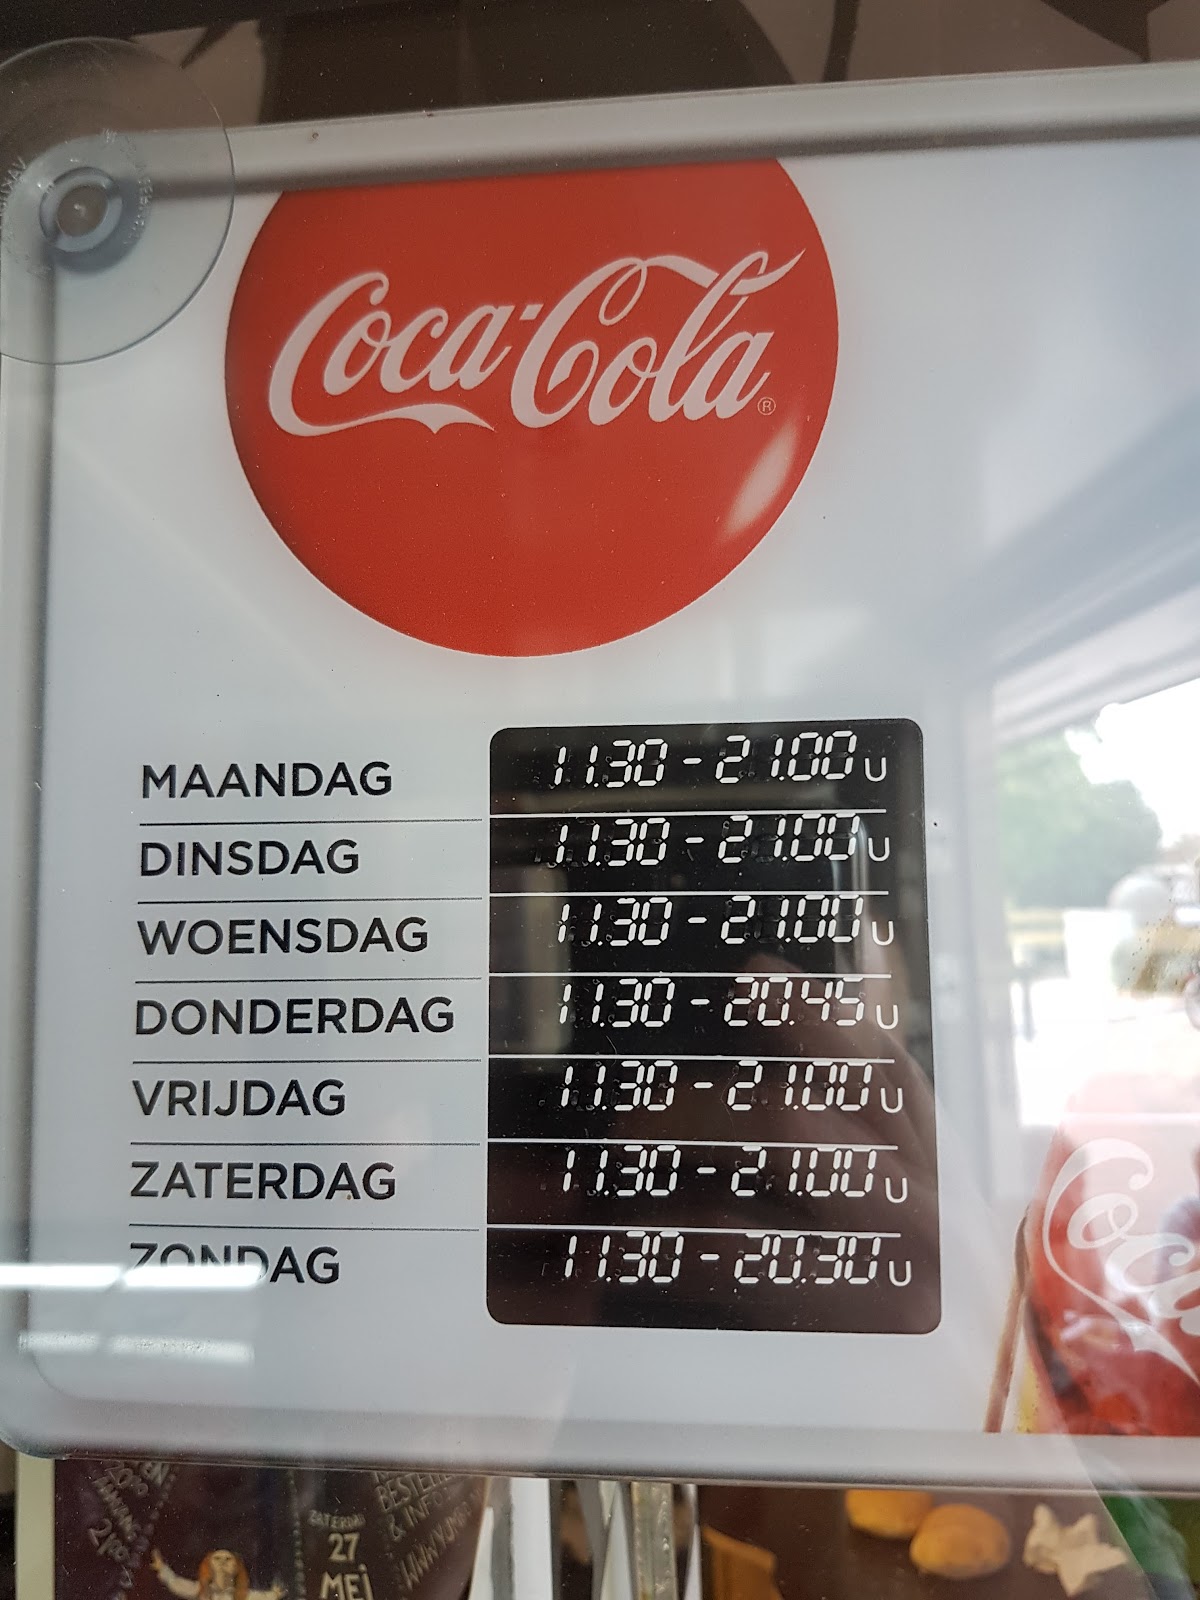 Coca-Cola®
MAANDAG 11.30 - 21.00 U
DINSDAG 11.30 - 21.00 U
WOENSDAG 11.30 - 21.00 U
DONDERDAG 11.30 - 20.45 U
VRIJDAG 11.30 - 21.00 U
ZATERDAG 11.30 - 21.00 U
ZONDAG 11.30 - 20.30 U
ZATERDAG
27
MEI